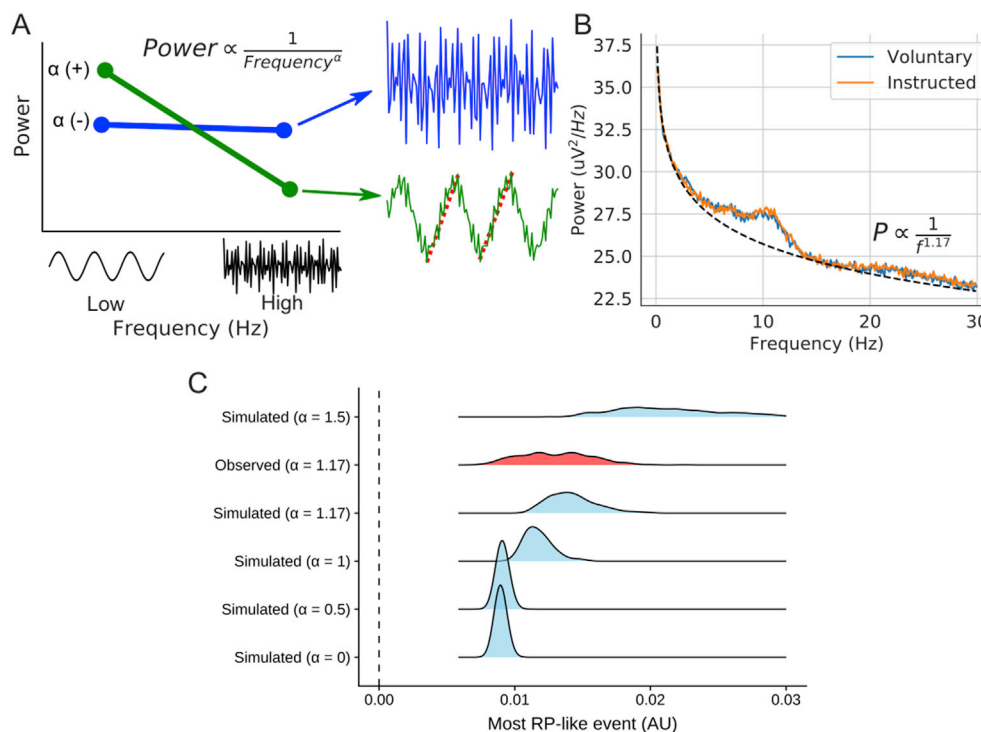 A
Power ∝ 1 / Frequency^α
α (+)
α (-)
Power
Low
High
Frequency (Hz)
B
37.5
35.0
32.5
30.0
27.5
25.0
22.5
Power (uV²/Hz)
Voluntary
Instructed
P ∝ 1 / f^1.17
0
10
20
30
Frequency (Hz)
C
Simulated (α = 1.5)
Observed (α = 1.17)
Simulated (α = 1.17)
Simulated (α = 1)
Simulated (α = 0.5)
Simulated (α = 0)
0.00
0.01
0.02
0.03
Most RP-like event (AU)